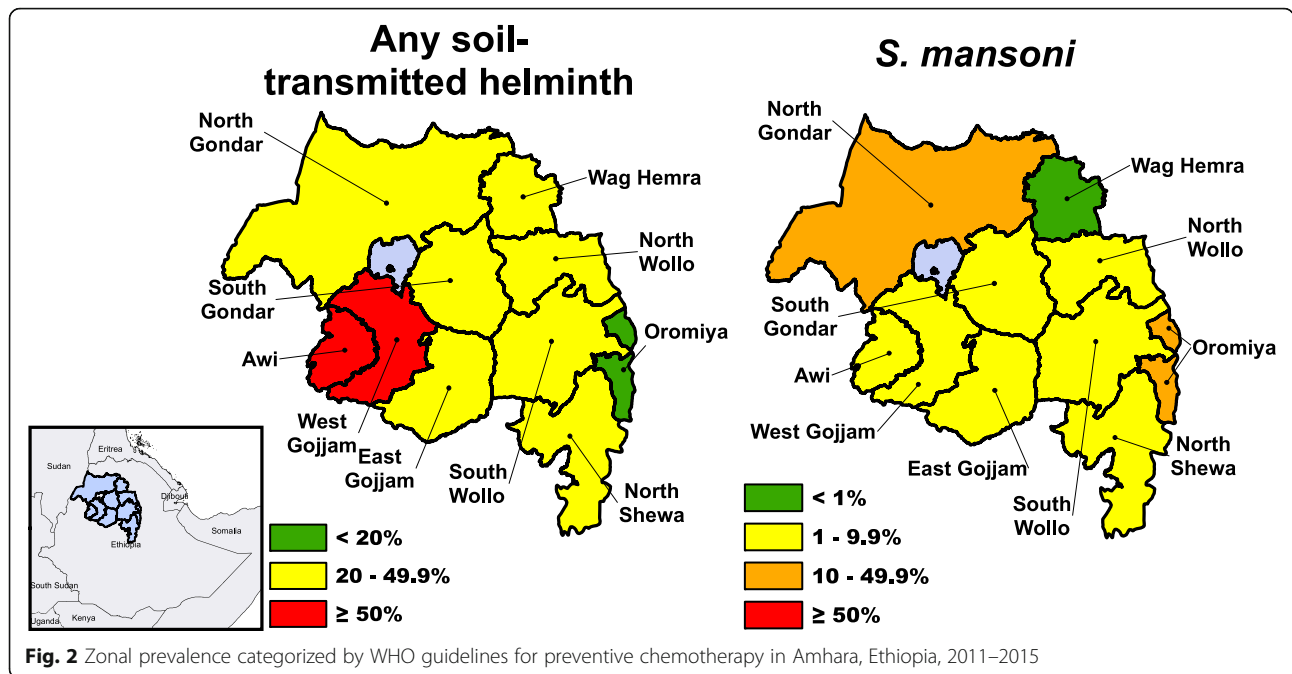 Any soil-
transmitted helminth
North
Gondar
Wag Hemra
North
Wollo
South
Gondar
Oromiya
Awi
West
Gojjam
East
Gojjam
South
Wollo
North
Shewa
< 20%
20 - 49.9%
≥ 50%
Eritrea
Sudan
Djibouti
Somalia
Ethiopia
South Sudan
Uganda
Kenya
S. mansoni
North
Gondar
Wag Hemra
North
Wollo
South
Gondar
Oromiya
Awi
West Gojjam
East Gojjam
North
Shewa
South
Wollo
< 1%
1 - 9.9%
10 - 49.9%
≥ 50%
Fig. 2 Zonal prevalence categorized by WHO guidelines for preventive chemotherapy in Amhara, Ethiopia, 2011–2015